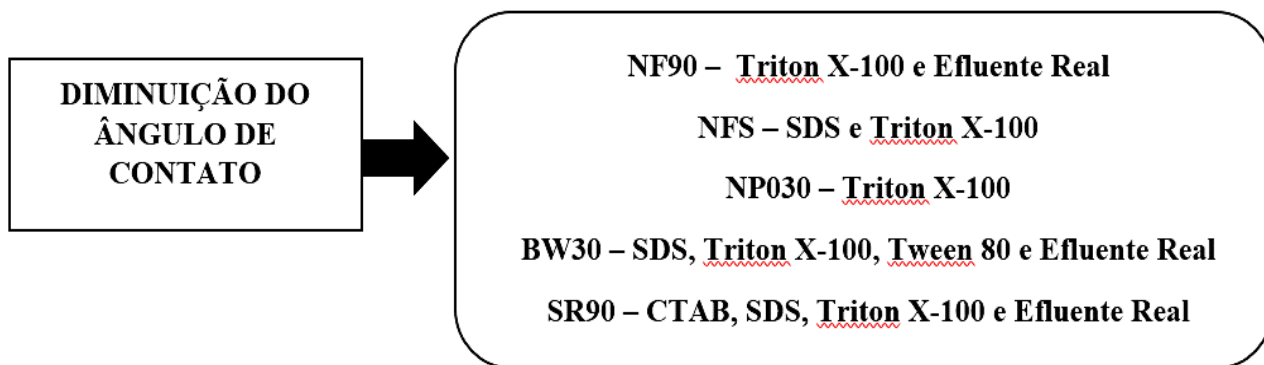 DIMINUIÇÃO DO
ÂNGULO DE
CONTATO
NF90 – Triton X-100 e Efluente Real
NFS – SDS e Triton X-100
NP030 – Triton X-100
BW30 – SDS, Triton X-100, Tween 80 e Efluente Real
SR90 – CTAB, SDS, Triton X-100 e Efluente Real